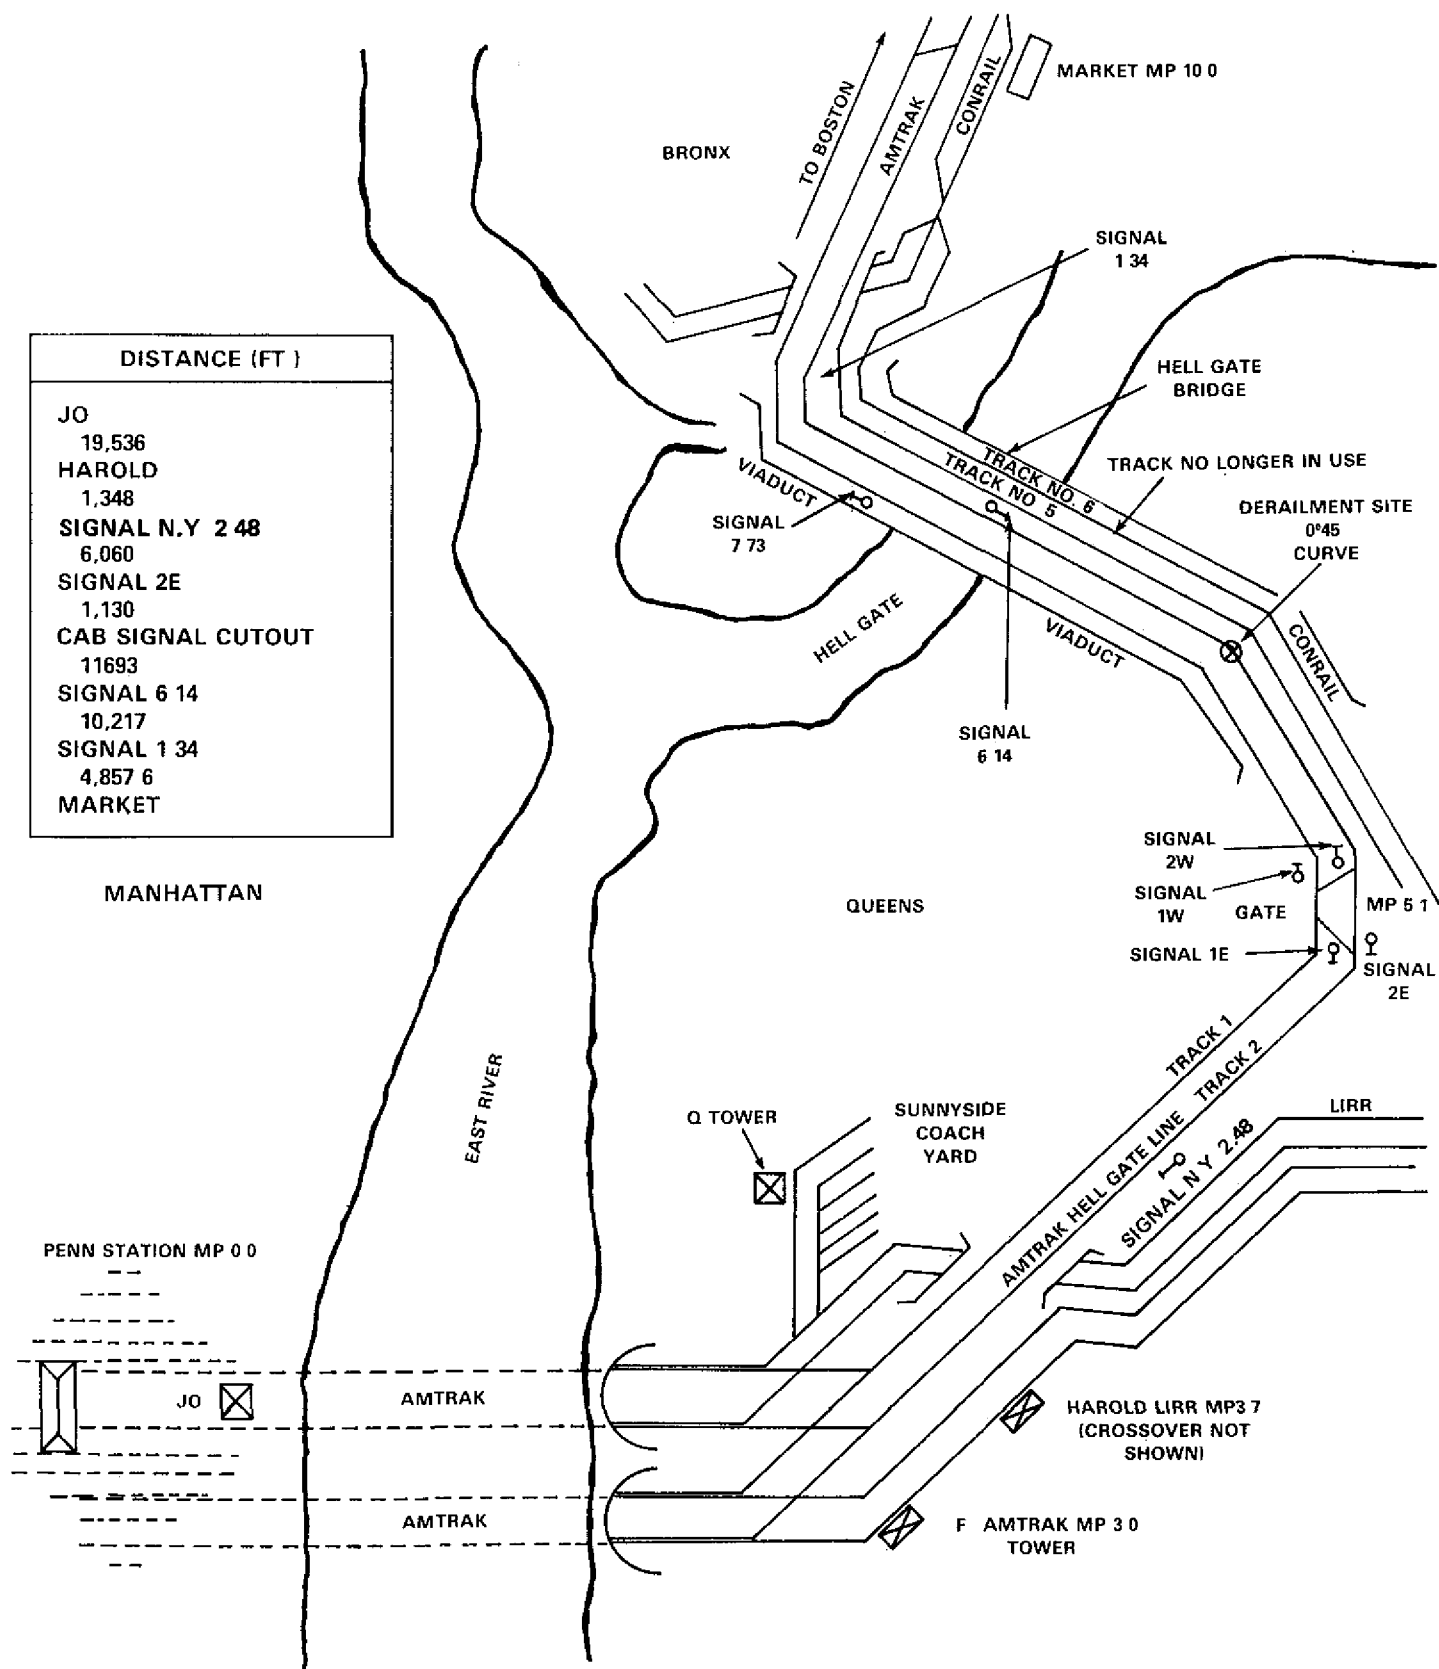 MARKET MP 10 0
CONRAIL
AMTRAK
TO BOSTON
BRONX
SIGNAL
1 34
DISTANCE (FT )
JO
19,536
HAROLD
1,348
SIGNAL N.Y 2 48
6,060
SIGNAL 2E
1,130
CAB SIGNAL CUTOUT
11693
SIGNAL 6 14
10,217
SIGNAL 1 34
4,857 6
MARKET
HELL GATE
BRIDGE
TRACK NO. 6
TRACK NO 5
TRACK NO LONGER IN USE
VIADUCT
SIGNAL
7 73
DERAILMENT SITE
0°45
CURVE
HELL GATE
VIADUCT
CONRAIL
SIGNAL
6 14
MANHATTAN
QUEENS
SIGNAL
2W
SIGNAL
1W
GATE
MP 5 1
SIGNAL 1E
SIGNAL
2E
EAST RIVER
TRACK 1
TRACK 2
AMTRAK HELL GATE LINE
SIGNAL N Y 2.48
LIRR
Q TOWER
SUNNYSIDE
COACH
YARD
PENN STATION MP 0 0
JO
AMTRAK
HAROLD LIRR MP3 7
(CROSSOVER NOT
SHOWN)
AMTRAK
F AMTRAK MP 3 0
TOWER